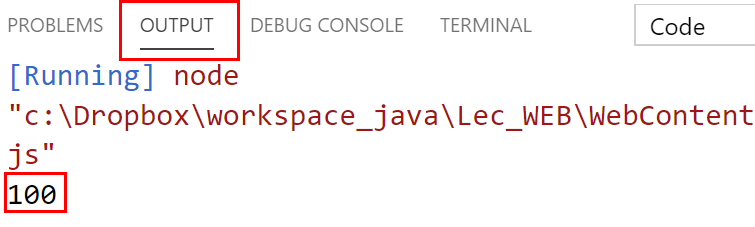 PROBLEMS OUTPUT DEBUG CONSOLE TERMINAL Code
[Running] node
"c:\Dropbox\workspace_java\Lec_WEB\WebContent
js"
100